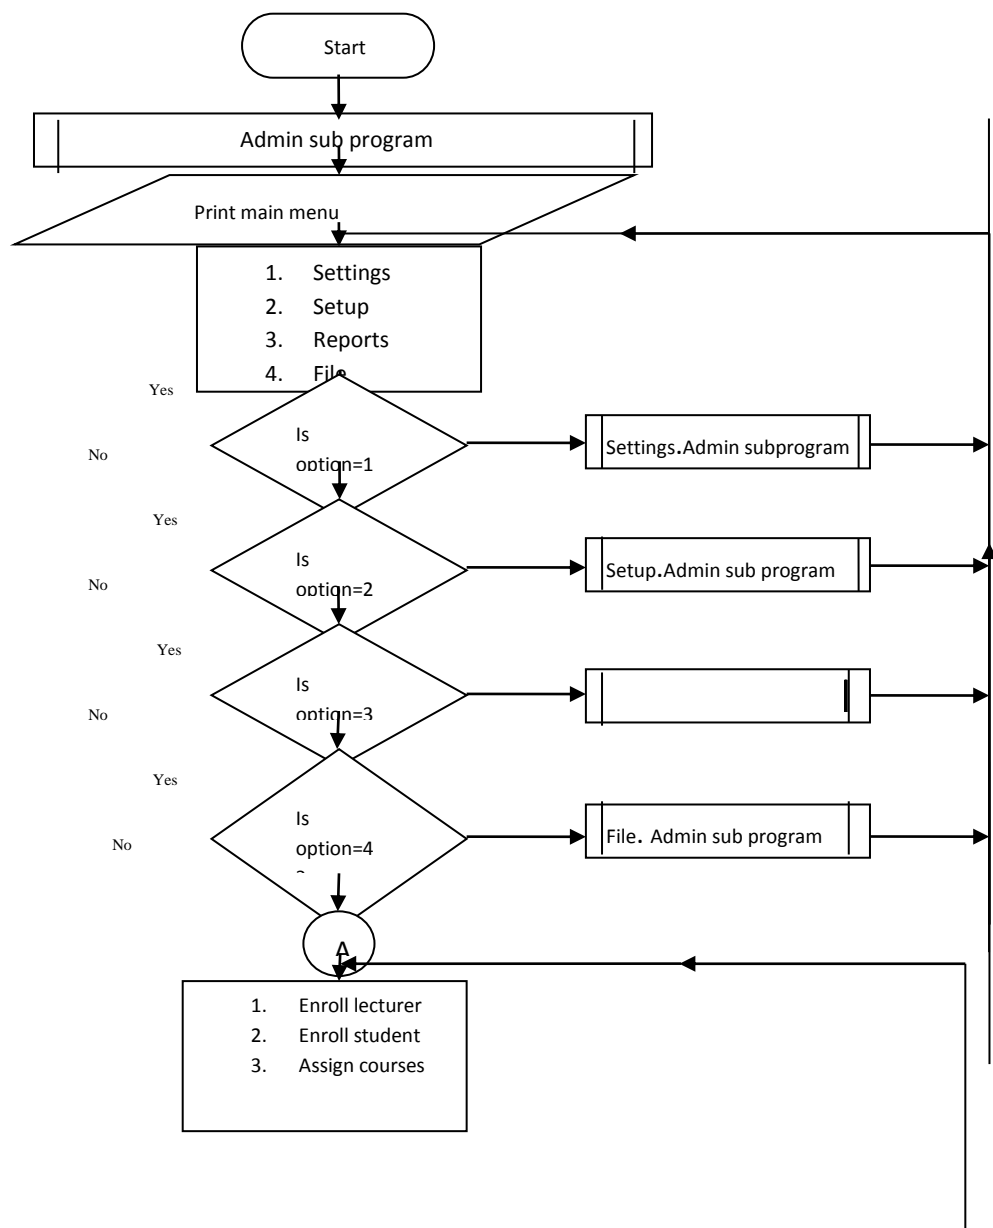 Start
Admin sub program
Print main menu
1. Settings
2. Setup
3. Reports
4. File
Yes
Is
option=1
No
Settings.Admin subprogram
Yes
Is
option=2
No
Setup.Admin sub program
Yes
Is
option=3
No
Yes
Is
option=4
No
File. Admin sub program
A
1. Enroll lecturer
2. Enroll student
3. Assign courses